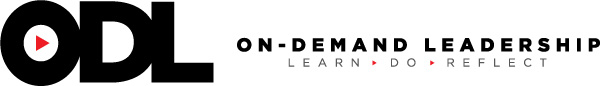 ODL
ON-DEMAND LEADERSHIP
LEARN ▸ DO ▸ REFLECT